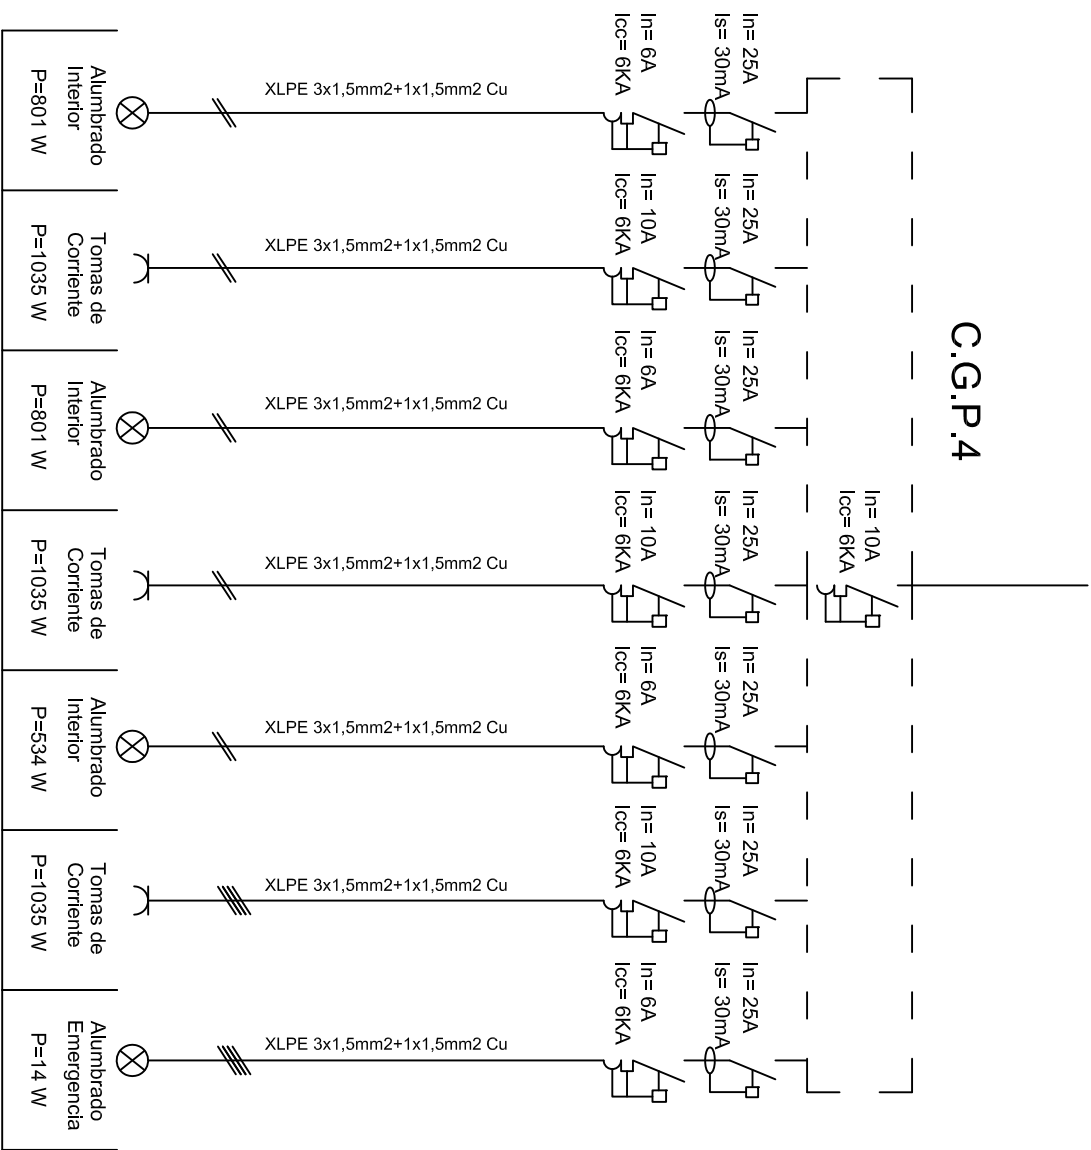 C.G.P.4
In= 10A
Icc= 6KA
In= 25A
Is= 30mA
In= 6A
Icc= 6KA
XLPE 3x1,5mm2+1x1,5mm2 Cu
Alumbrado
Interior
P=801 W
In= 25A
Is= 30mA
In= 10A
Icc= 6KA
XLPE 3x1,5mm2+1x1,5mm2 Cu
Tomas de
Corriente
P=1035 W
In= 25A
Is= 30mA
In= 6A
Icc= 6KA
XLPE 3x1,5mm2+1x1,5mm2 Cu
Alumbrado
Interior
P=801 W
In= 25A
Is= 30mA
In= 10A
Icc= 6KA
XLPE 3x1,5mm2+1x1,5mm2 Cu
Tomas de
Corriente
P=1035 W
In= 25A
Is= 30mA
In= 6A
Icc= 6KA
XLPE 3x1,5mm2+1x1,5mm2 Cu
Alumbrado
Interior
P=534 W
In= 25A
Is= 30mA
In= 10A
Icc= 6KA
XLPE 3x1,5mm2+1x1,5mm2 Cu
Tomas de
Corriente
P=1035 W
In= 25A
Is= 30mA
In= 6A
Icc= 6KA
XLPE 3x1,5mm2+1x1,5mm2 Cu
Alumbrado
Emergencia
P=14 W